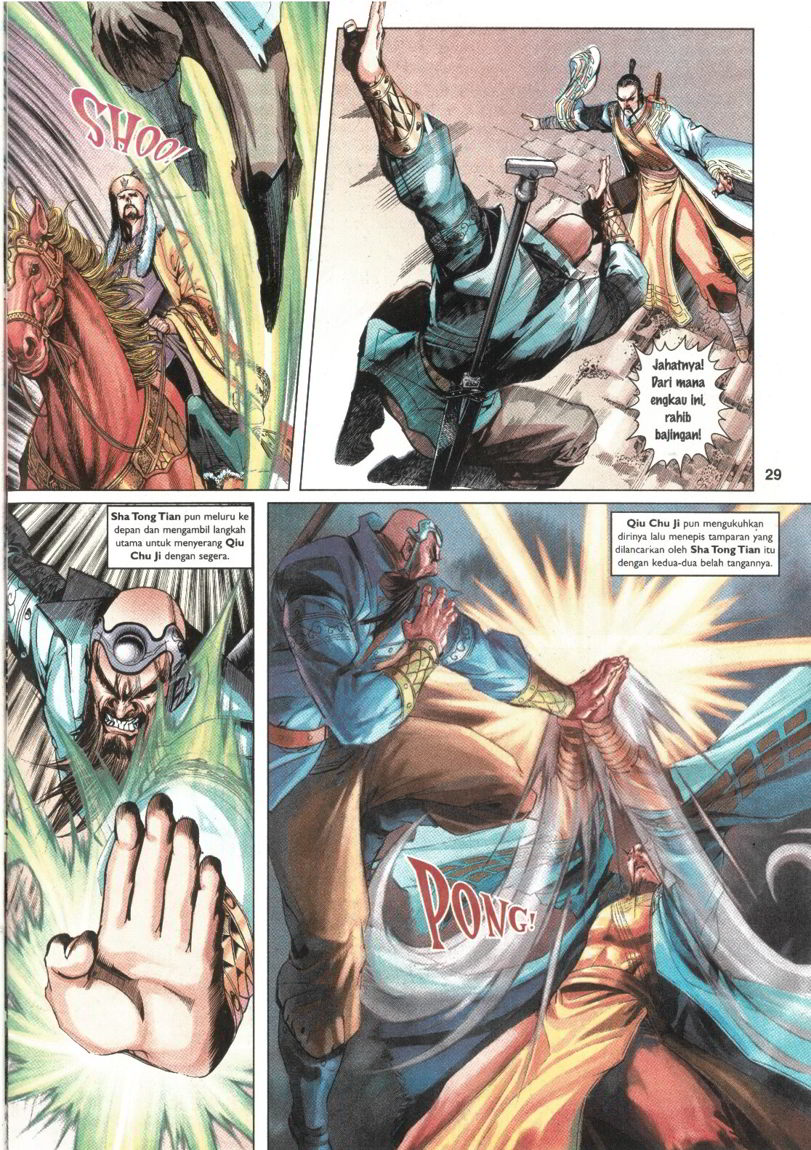 SHOO!
Jahatnya!
Dari mana
engkau ini,
rahib
bajingan!
29
Sha Tong Tian pun meluru ke
depan dan mengambil langkah
utama untuk menyerang Qiu
Chu Ji dengan segera.
Qiu Chu Ji pun mengukuhkan
dirinya lalu menepis tamparan yang
dilancarkan oleh Sha Tong Tian itu
dengan kedua-dua belah tangannya.
PONG!